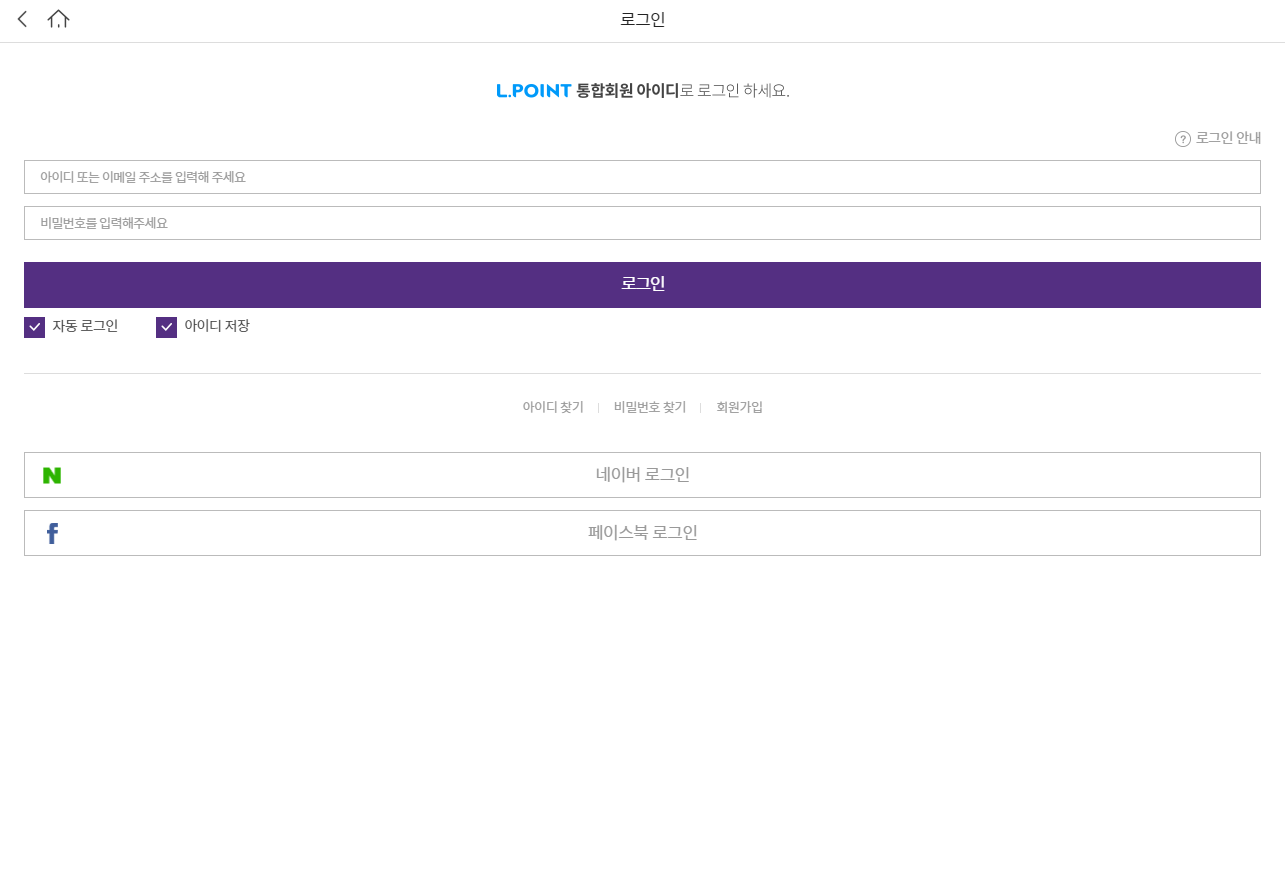 로그인
L.POINT 통합회원 아이디로 로그인 하세요.
? 로그인 안내
아이디 또는 이메일 주소를 입력해 주세요
비밀번호를 입력해주세요
로그인
자동 로그인 아이디 저장
아이디 찾기 비밀번호 찾기 회원가입
N 네이버 로그인
f 페이스북 로그인